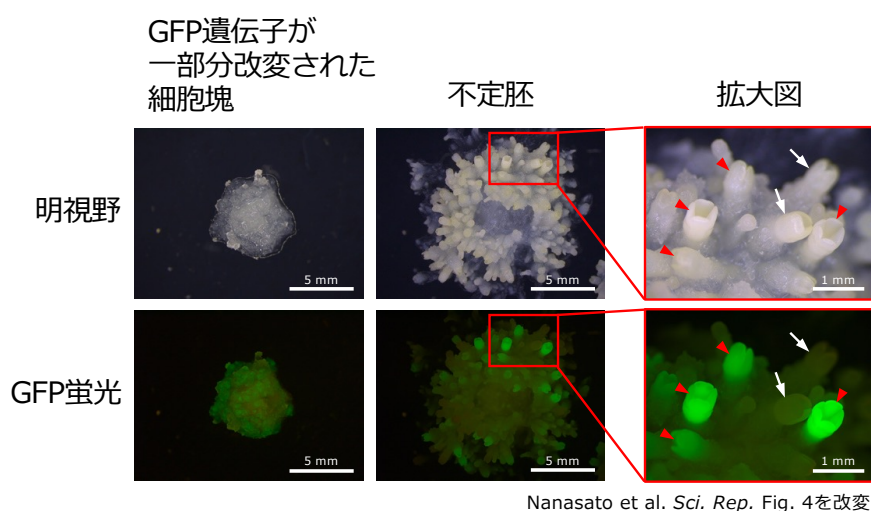 GFP遺伝子が
一部分改変された
細胞塊
不定胚
拡大図
明視野
5 mm
5 mm
1 mm
GFP蛍光
5 mm
5 mm
1 mm
Nanasato et al. Sci. Rep. Fig. 4を改変